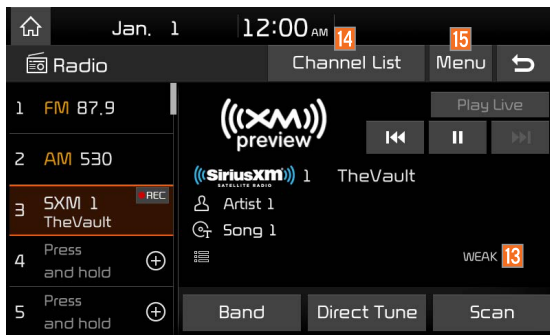 Jan. 1 12:00 AM
14 15
Radio Channel List Menu
1 FM 87.9
Play Live
((XM))
preview
2 AM 530
((SiriusXM)) 1 TheVault
SATELLITE RADIO
3 SXM 1 REC
TheVault
Artist 1
Song 1
4 Press
and hold
WEAK 13
5 Press
and hold
Band Direct Tune Scan